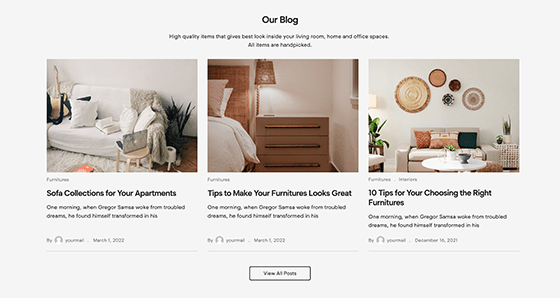 Our Blog
High quality items that gives best look inside your living room, home and office spaces.
All items are handpicked.
Furnitures
Sofa Collections for Your Apartments
One morning, when Gregor Samsa woke from troubled
dreams, he found himself transformed in his
By yourmail . March 1, 2022
Furnitures
Tips to Make Your Furnitures Looks Great
One morning, when Gregor Samsa woke from troubled
dreams, he found himself transformed in his
By yourmail . March 1, 2022
Furnitures . Interiors
10 Tips for Your Choosing the Right
Furnitures
One morning, when Gregor Samsa woke from troubled
dreams, he found himself transformed in his
By yourmail . December 16, 2021
View All Posts